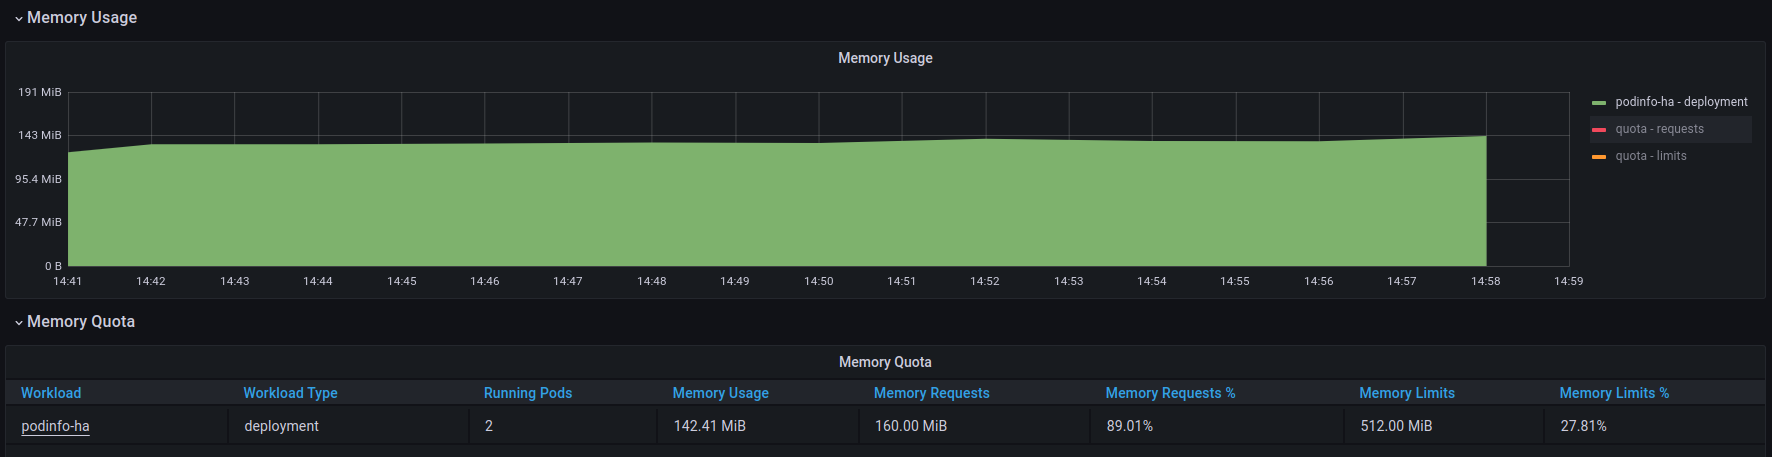 Memory Usage
Memory Usage
191 MiB
143 MiB
95.4 MiB
47.7 MiB
0 B
14:41 14:42 14:43 14:44 14:45 14:46 14:47 14:48 14:49 14:50 14:51 14:52 14:53 14:54 14:55 14:56 14:57 14:58 14:59
podinfo-ha - deployment
quota - requests
quota - limits
Memory Quota
Memory Quota
Workload Workload Type Running Pods Memory Usage Memory Requests Memory Requests % Memory Limits Memory Limits %
podinfo-ha deployment 2 142.41 MiB 160.00 MiB 89.01% 512.00 MiB 27.81%